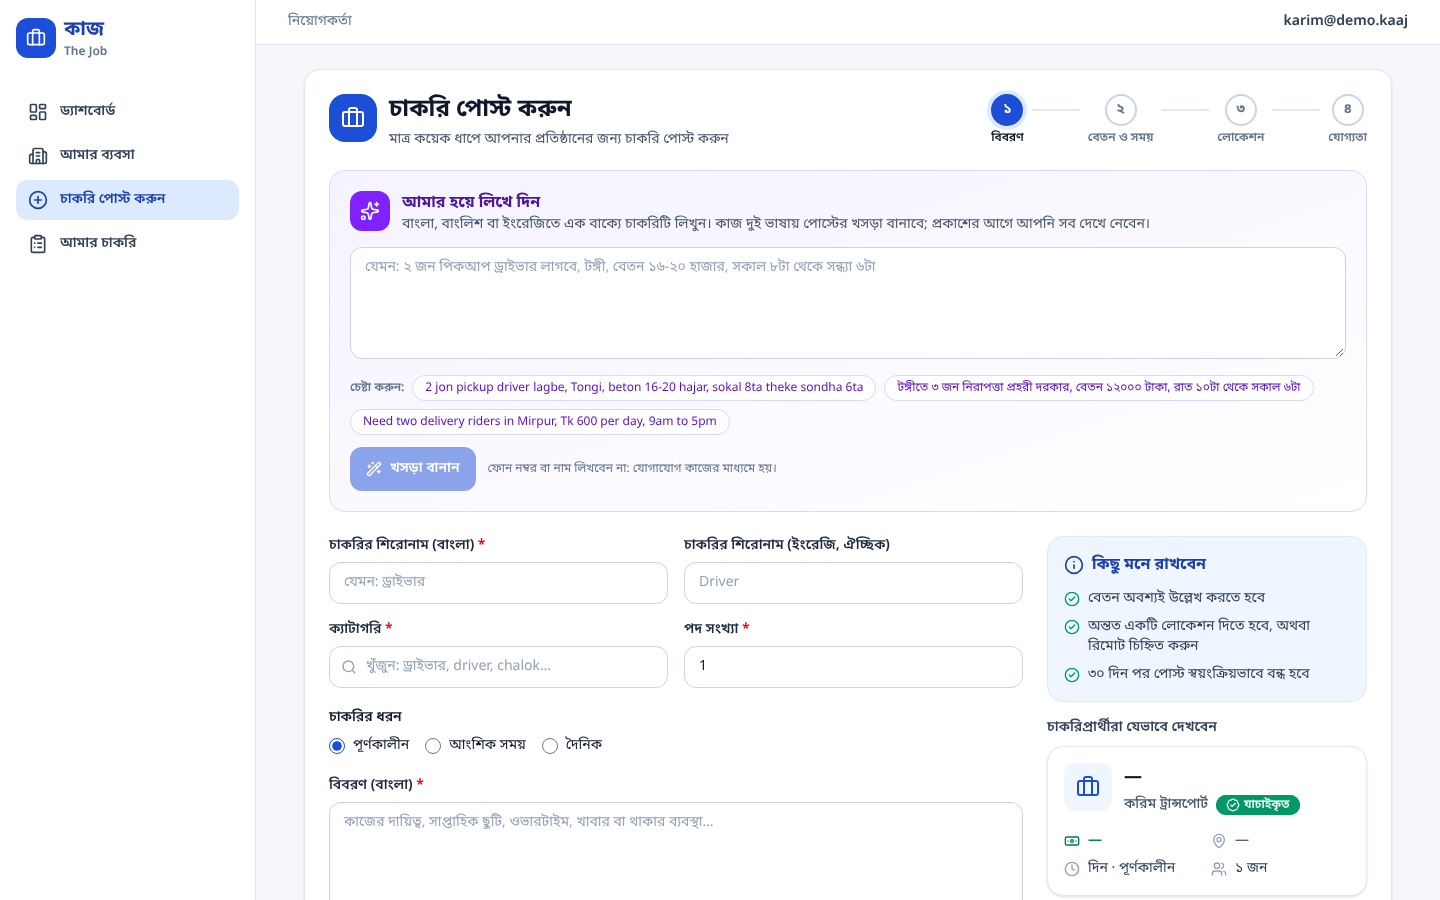 কাজ
The Job
ড্যাশবোর্ড
আমার ব্যবসা
চাকরি পোস্ট করুন
আমার চাকরি
নিয়োগকর্তা
karim@demo.kaaj
চাকরি পোস্ট করুন
মাত্র কয়েক ধাপে আপনার প্রতিষ্ঠানের জন্য চাকরি পোস্ট করুন
১ ২ ৩ ৪
বিবরণ বেতন ও সময় লোকেশন যোগ্যতা
আমার হয়ে লিখে দিন
বাংলা, বাংলিশ বা ইংরেজিতে এক বাক্যে চাকরিটি লিখুন। কাজ দুই ভাষায় পোস্টের খসড়া বানাবে; প্রকাশের আগে আপনি সব দেখে নেবেন।
যেমন: ২ জন পিকআপ ড্রাইভার লাগবে, টঙ্গী, বেতন ১৬-২০ হাজার, সকাল ৮টা থেকে সন্ধ্যা ৬টা
চেষ্টা করুন: 2 jon pickup driver lagbe, Tongi, beton 16-20 hajar, sokal 8ta theke sondha 6ta টঙ্গীতে ৩ জন নিরাপত্তা প্রহরী দরকার, বেতন ১২০০০ টাকা, রাত ১০টা থেকে সকাল ৬টা
Need two delivery riders in Mirpur, Tk 600 per day, 9am to 5pm
খসড়া বানান ফোন নম্বর বা নাম লিখবেন না: যোগাযোগ কাজের মাধ্যমে হয়।
চাকরির শিরোনাম (বাংলা) * চাকরির শিরোনাম (ইংরেজি, ঐচ্ছিক)
যেমন: ড্রাইভার Driver
ক্যাটাগরি * পদ সংখ্যা *
খুঁজুন: ড্রাইভার, driver, chalok... 1
চাকরির ধরন
পূর্ণকালীন আংশিক সময় দৈনিক
বিবরণ (বাংলা) *
কাজের দায়িত্ব, সাপ্তাহিক ছুটি, ওভারটাইম, খাবার বা থাকার ব্যবস্থা...
কিছু মনে রাখবেন
বেতন অবশ্যই উল্লেখ করতে হবে
অন্তত একটি লোকেশন দিতে হবে, অথবা
রিমোট চিহ্নিত করুন
৩০ দিন পর পোস্ট স্বয়ংক্রিয়ভাবে বন্ধ হবে
চাকরিপ্রার্থীরা যেভাবে দেখবেন
—
করিম ট্রান্সপোর্ট যাচাইকৃত
— —
দিন · পূর্ণকালীন ১ জন